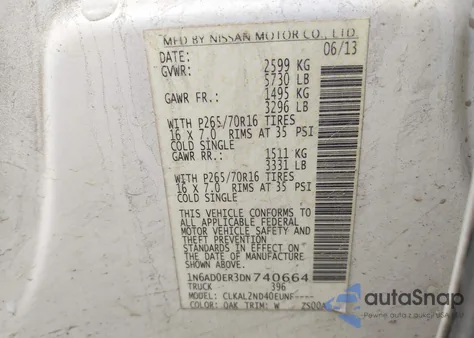 MFD BY NISSAN MOTOR CO., LTD.
06/13
DATE:
GVWR: 2599 KG
5730 LB
GAWR FR.: 1495 KG
3296 LB
WITH P265/70R16 TIRES
16 X 7.0 RIMS AT 35 PSI
COLD SINGLE
GAWR RR.: 1511 KG
3331 LB
WITH P265/70R16 TIRES
16 X 7.0 RIMS AT 35 PSI
COLD SINGLE
THIS VEHICLE CONFORMS TO
ALL APPLICABLE FEDERAL
MOTOR VEHICLE SAFETY AND
THEFT PREVENTION
STANDARDS IN EFFECT ON
THE DATE OF MANUFACTURE
SHOWN ABOVE.
1N6AD0ER3DN740664
TRUCK 396
MODEL: CLKAL2ND40EUNF----
COLOR: QAK TRIM: W
autoSnap
Pewne auto z